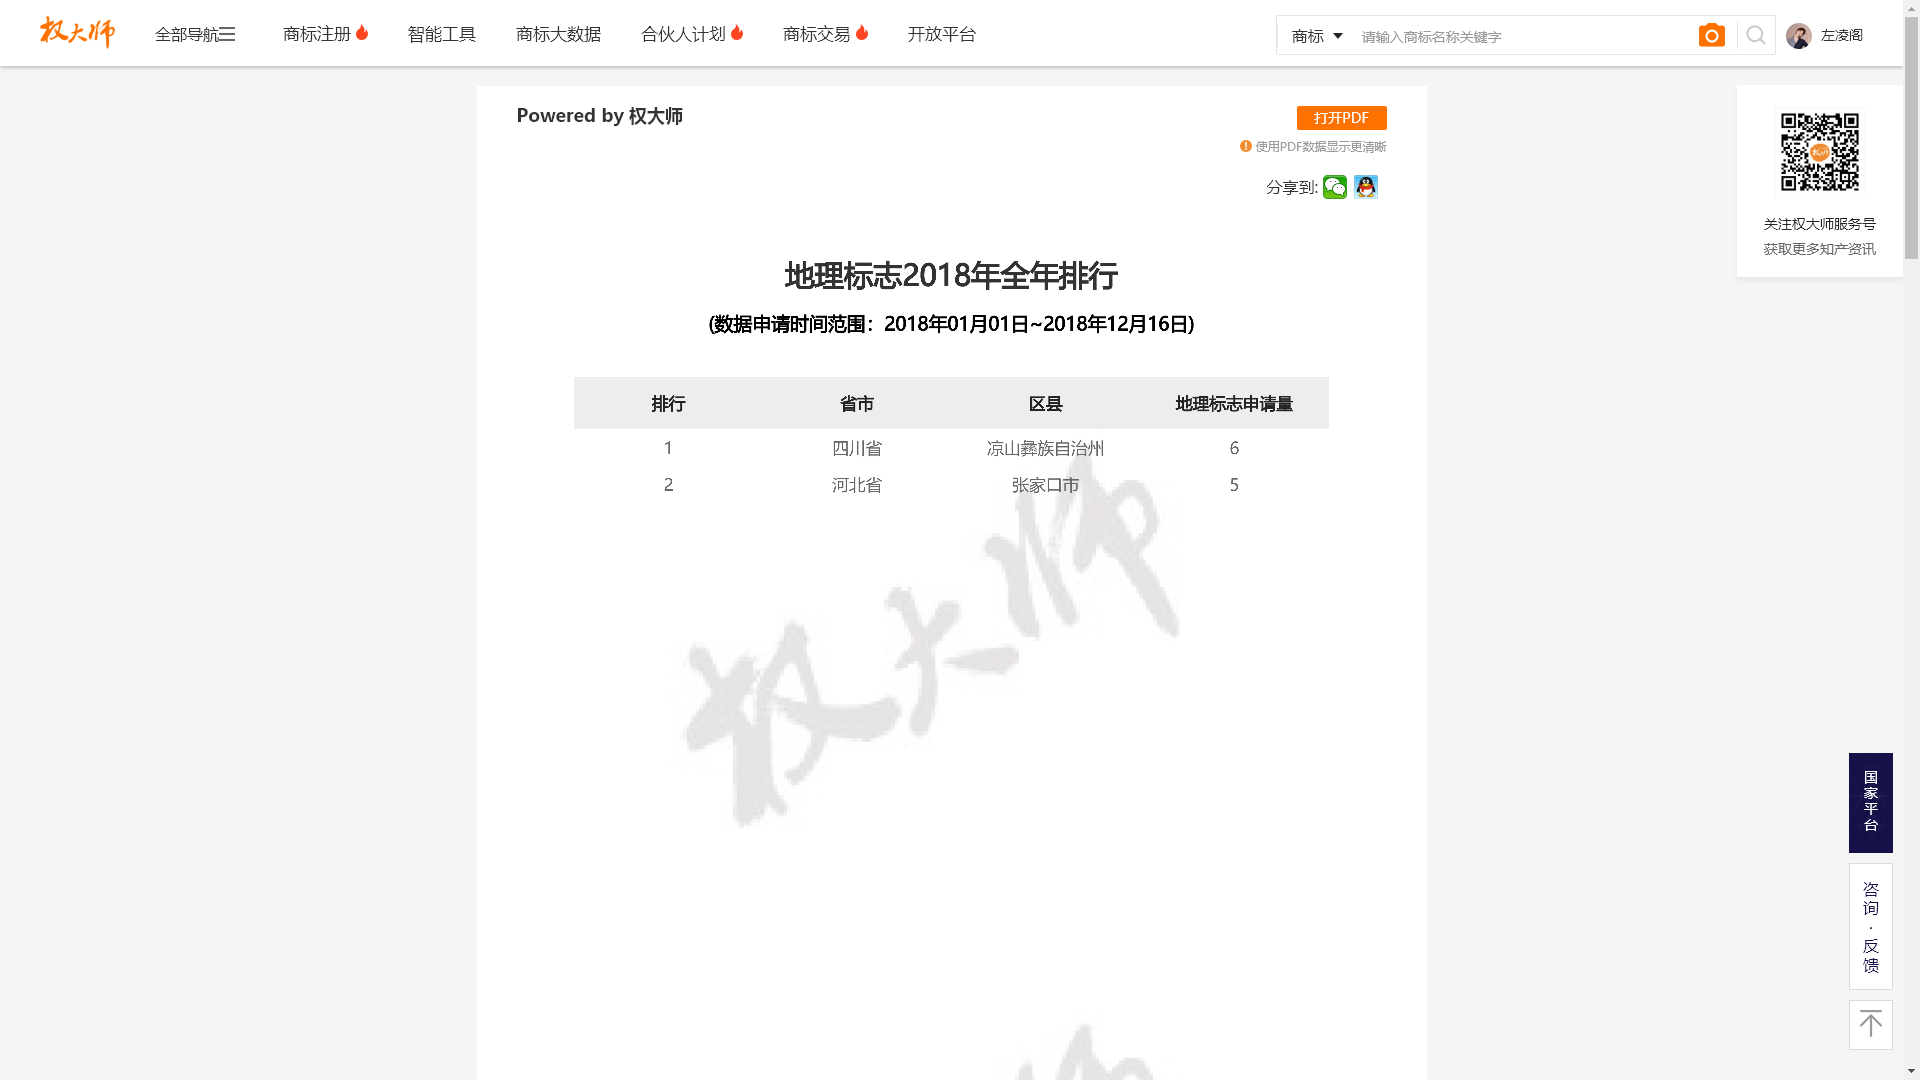 权大师 全部导航 商标注册 智能工具 商标大数据 合伙人计划 商标交易 开放平台 商标 请输入商标名称关键字 左凌阁
Powered by 权大师
打开PDF
使用PDF数据显示更清晰
分享到:
关注权大师服务号
获取更多知产资讯
地理标志2018年全年排行
(数据申请时间范围：2018年01月01日~2018年12月16日)
排行 省市 区县 地理标志申请量
1 四川省 凉山彝族自治州 6
2 河北省 张家口市 5
权大师
国家平台
咨询·反馈